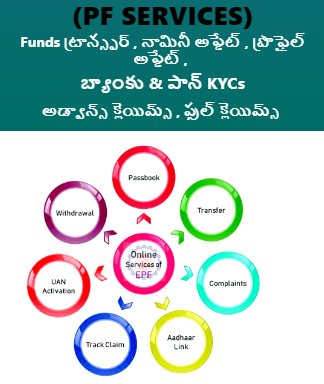 (PF SERVICES)
Funds ట్రాన్స్ఫర్ , నామినీ అప్డేట్ , ప్రొఫైల్
అప్డేట్ ,
బ్యాంకు & పాన్ KYCs
అడ్వాన్స్ క్లెయిమ్స్ , ఫుల్ క్లెయిమ్స్
Passbook
Withdrawal
Transfer
Online
Services of
EPF
UAN
Activation
Complaints
Track Claim
Aadhaar
Link